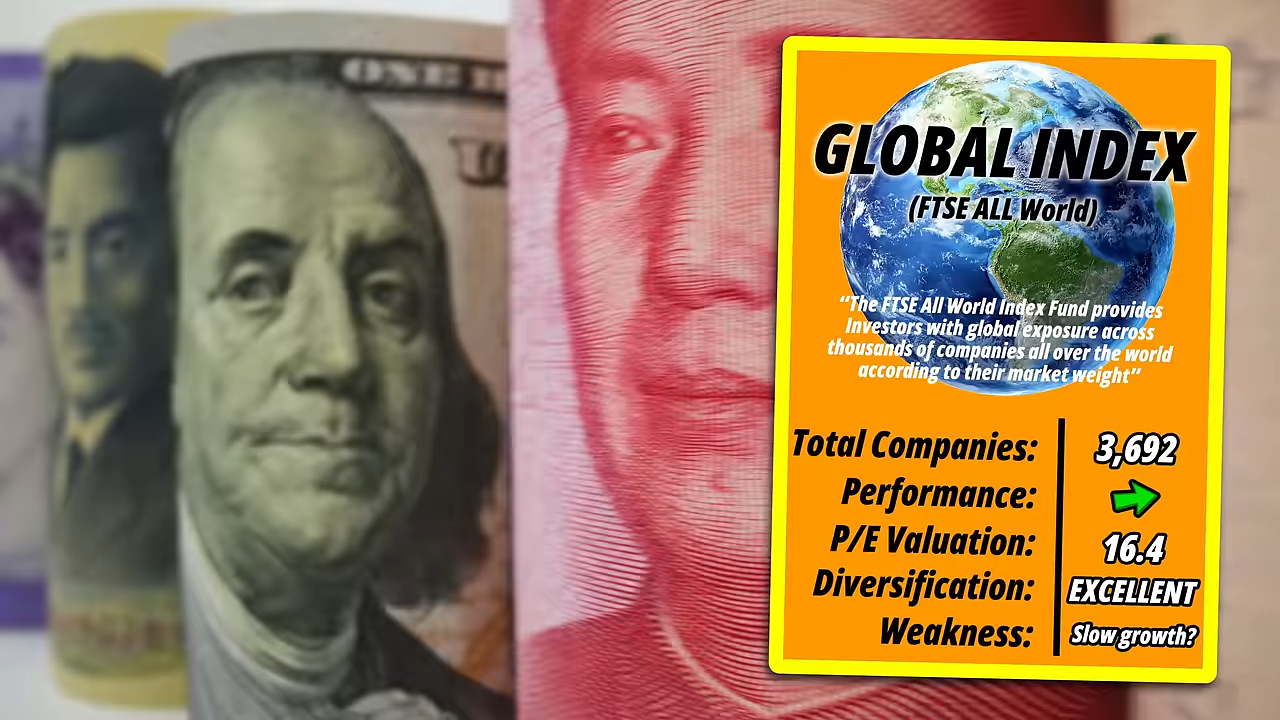 GLOBAL INDEX
(FTSE ALL World)
“The FTSE All World Index Fund provides
Investors with global exposure across
thousands of companies all over the world
according to their market weight”
Total Companies: 3,692
Performance:
P/E Valuation: 16.4
Diversification: EXCELLENT
Weakness: Slow growth?
ONE